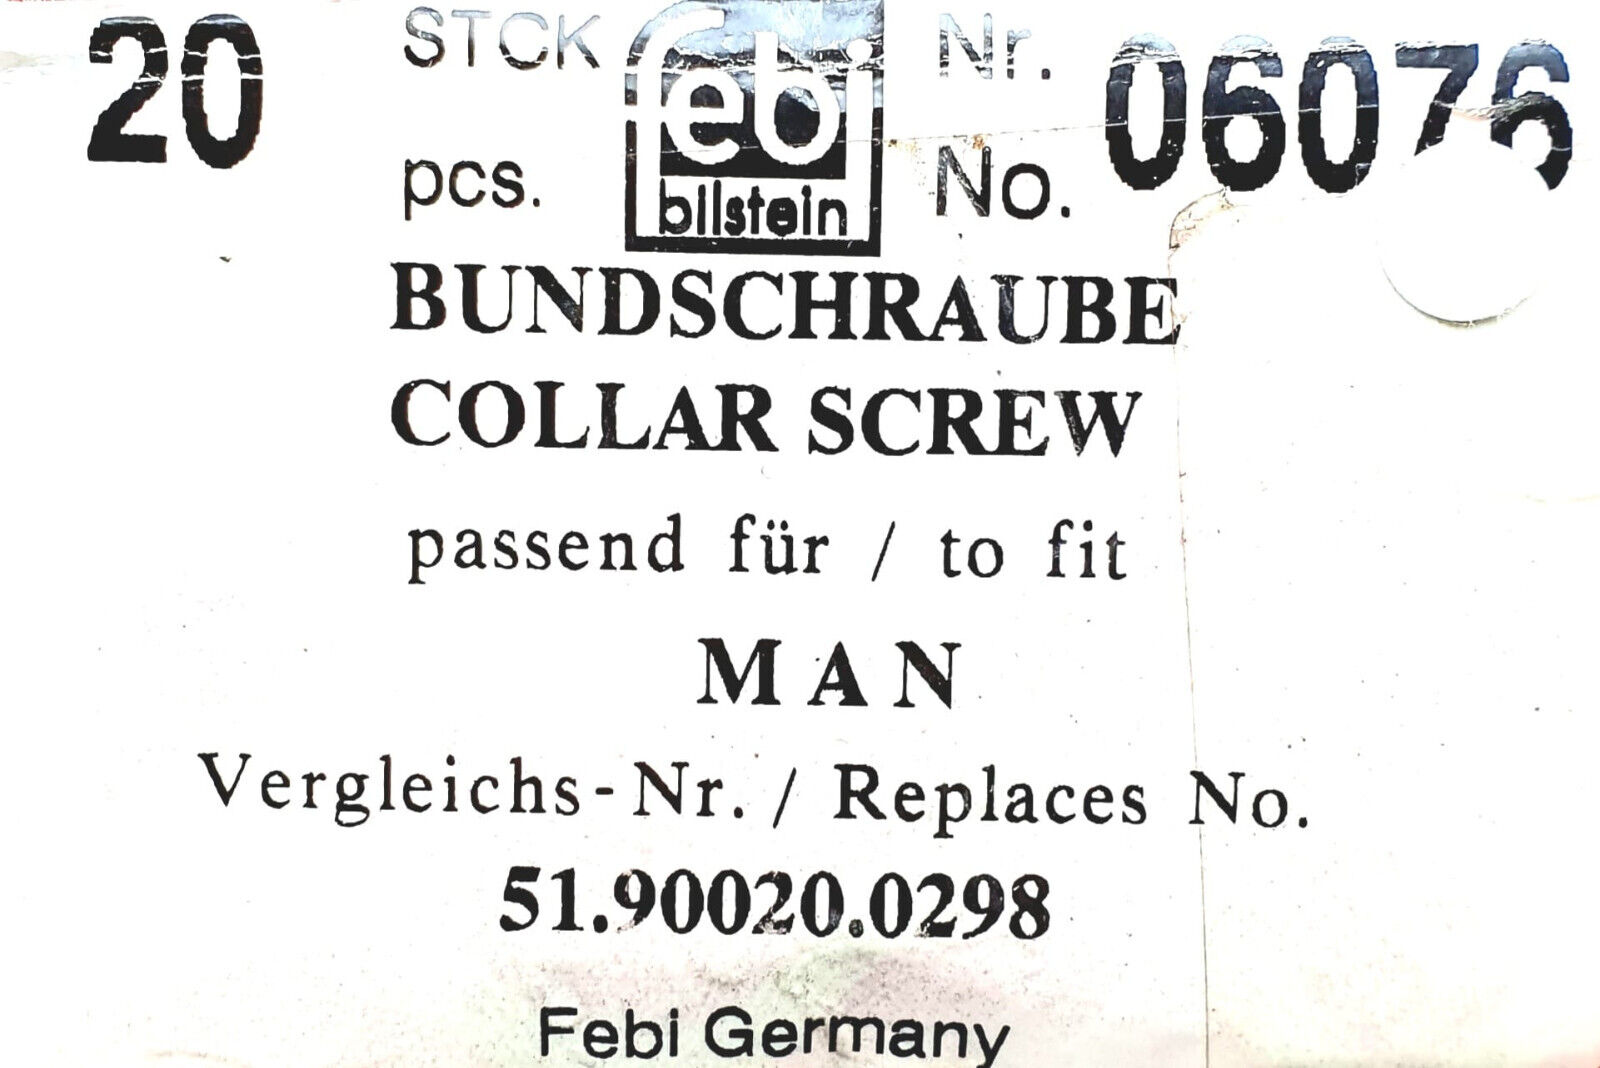 20 STCK febi Nr. 06076
pcs. bilstein No.
BUNDSCHRAUBE
COLLAR SCREW
passend für / to fit
MAN
Vergleichs-Nr. / Replaces No.
51.90020.0298
Febi Germany